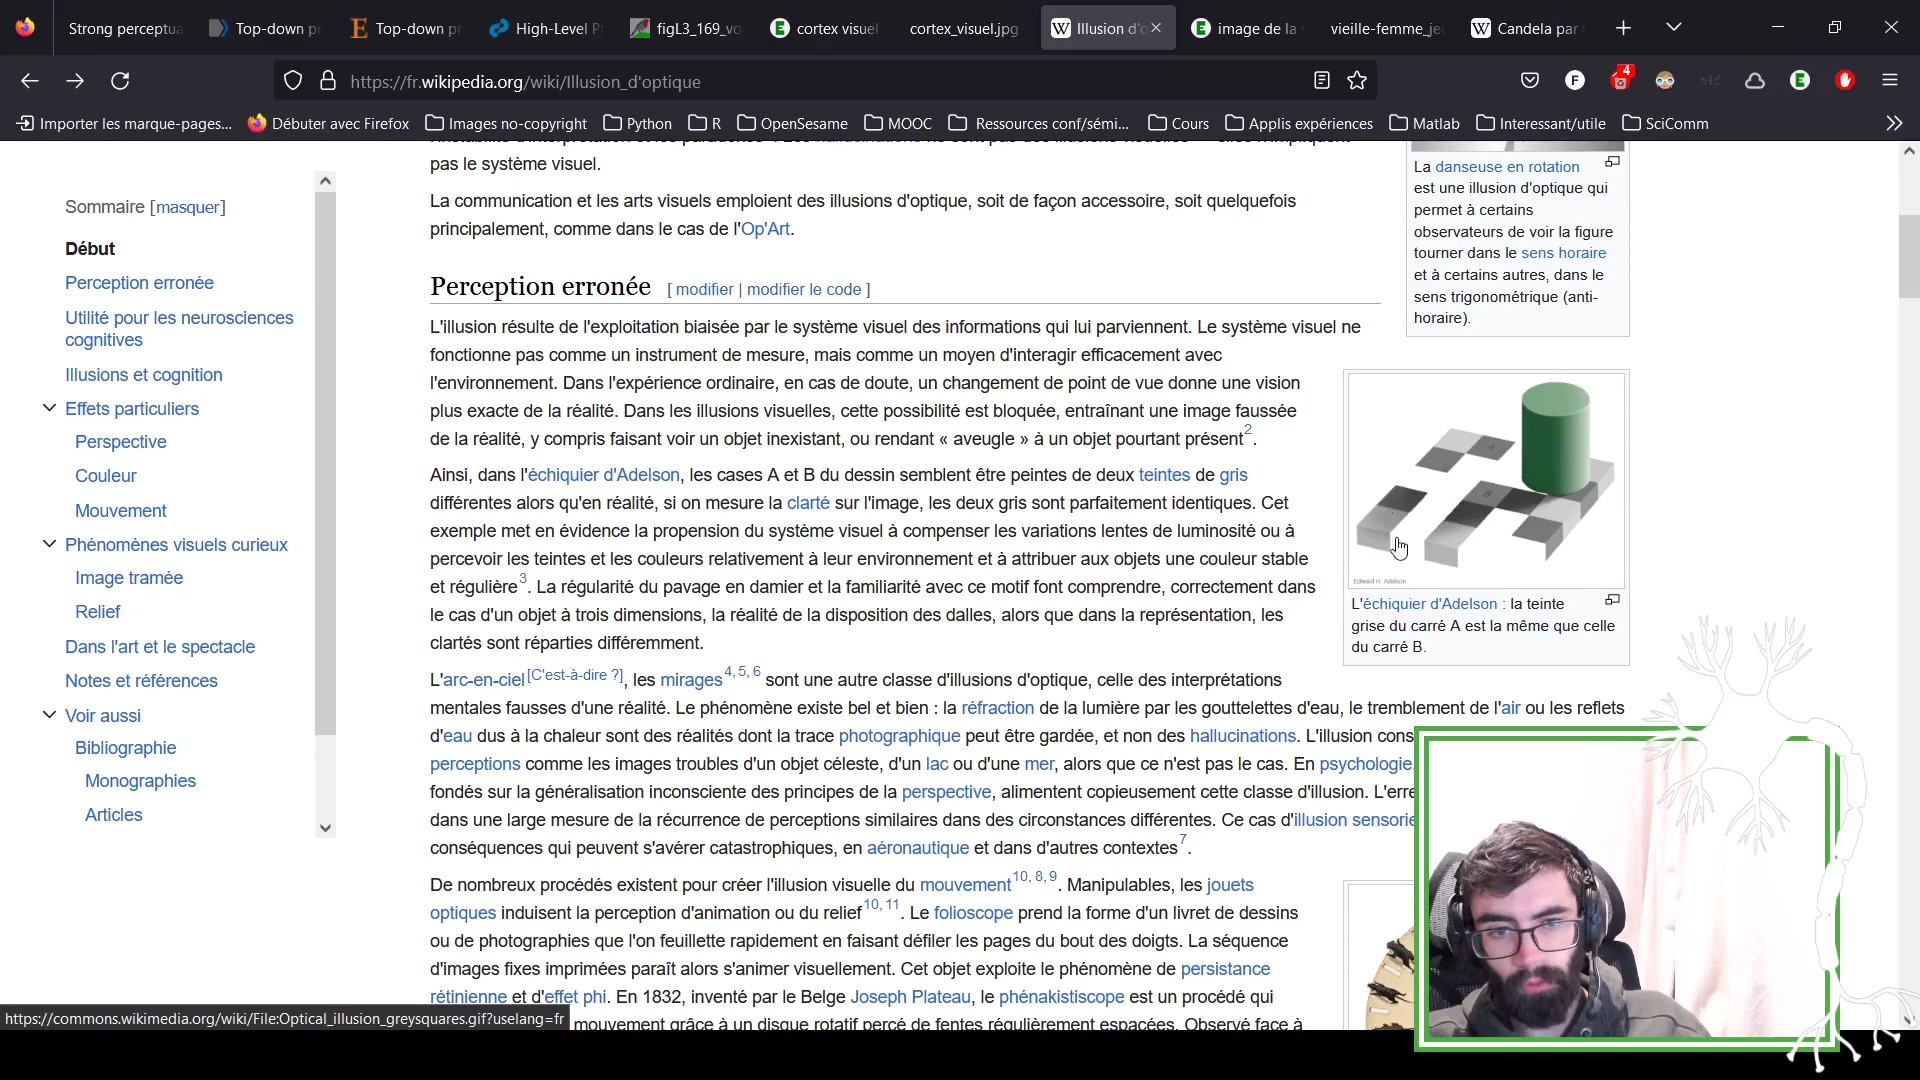 Strong perceptua
Top-down pr
Top-down pr
High-Level P
figL3_169_vo
cortex visuel
cortex_visuel.jpg
Illusion d'o
image de la
vieille-femme_je
Candela par
https://fr.wikipedia.org/wiki/Illusion_d'optique
F
4
Importer les marque-pages...
Débuter avec Firefox
Images no-copyright
Python
R
OpenSesame
MOOC
Ressources conf/sémi...
Cours
Applis expériences
Matlab
Interessant/utile
SciComm
Sommaire [masquer]
Début
Perception erronée
Utilité pour les neurosciences
cognitives
Illusions et cognition
Effets particuliers
Perspective
Couleur
Mouvement
Phénomènes visuels curieux
Image tramée
Relief
Dans l'art et le spectacle
Notes et références
Voir aussi
Bibliographie
Monographies
Articles
pas le système visuel.
La communication et les arts visuels emploient des illusions d'optique, soit de façon accessoire, soit quelquefois
principalement, comme dans le cas de l'Op'Art.
Perception erronée [ modifier | modifier le code ]
L'illusion résulte de l'exploitation biaisée par le système visuel des informations qui lui parviennent. Le système visuel ne
fonctionne pas comme un instrument de mesure, mais comme un moyen d'interagir efficacement avec
l'environnement. Dans l'expérience ordinaire, en cas de doute, un changement de point de vue donne une vision
plus exacte de la réalité. Dans les illusions visuelles, cette possibilité est bloquée, entraînant une image faussée
de la réalité, y compris faisant voir un objet inexistant, ou rendant « aveugle » à un objet pourtant présent2.
Ainsi, dans l'échiquier d'Adelson, les cases A et B du dessin semblent être peintes de deux teintes de gris
différentes alors qu'en réalité, si on mesure la clarté sur l'image, les deux gris sont parfaitement identiques. Cet
exemple met en évidence la propension du système visuel à compenser les variations lentes de luminosité ou à
percevoir les teintes et les couleurs relativement à leur environnement et à attribuer aux objets une couleur stable
et régulière3. La régularité du pavage en damier et la familiarité avec ce motif font comprendre, correctement dans
le cas d'un objet à trois dimensions, la réalité de la disposition des dalles, alors que dans la représentation, les
clartés sont réparties différemment.
L'arc-en-ciel[C'est-à-dire ?], les mirages4, 5, 6 sont une autre classe d'illusions d'optique, celle des interprétations
mentales fausses d'une réalité. Le phénomène existe bel et bien : la réfraction de la lumière par les gouttelettes d'eau, le tremblement de l'air ou les reflets
d'eau dus à la chaleur sont des réalités dont la trace photographique peut être gardée, et non des hallucinations. L'illusion cons
perceptions comme les images troubles d'un objet céleste, d'un lac ou d'une mer, alors que ce n'est pas le cas. En psychologie
fondés sur la généralisation inconsciente des principes de la perspective, alimentent copieusement cette classe d'illusion. L'erre
dans une large mesure de la récurrence de perceptions similaires dans des circonstances différentes. Ce cas d'illusion sensorie
conséquences qui peuvent s'avérer catastrophiques, en aéronautique et dans d'autres contextes7.
De nombreux procédés existent pour créer l'illusion visuelle du mouvement10, 8, 9. Manipulables, les jouets
optiques induisent la perception d'animation ou du relief10, 11. Le folioscope prend la forme d'un livret de dessins
ou de photographies que l'on feuillette rapidement en faisant défiler les pages du bout des doigts. La séquence
d'images fixes imprimées paraît alors s'animer visuellement. Cet objet exploite le phénomène de persistance
rétinienne et d'effet phi. En 1832, inventé par le Belge Joseph Plateau, le phénakistiscope est un procédé qui
mouvement grâce à un disque rotatif percé de fentes régulièrement espacées. Observé face à
La danseuse en rotation
est une illusion d'optique qui
permet à certains
observateurs de voir la figure
tourner dans le sens horaire
et à certains autres, dans le
sens trigonométrique (anti-
horaire).
A
B
Edward H. Adelson
L'échiquier d'Adelson : la teinte
grise du carré A est la même que celle
du carré B.
https://commons.wikimedia.org/wiki/File:Optical_illusion_greysquares.gif?uselang=fr